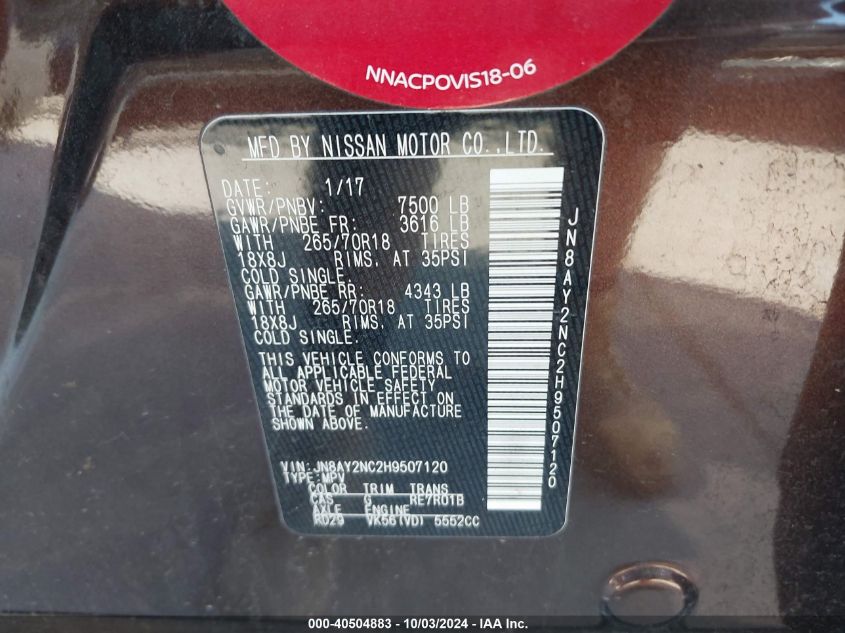 NNACPOVIS18-06
MFD BY NISSAN MOTOR CO.,LTD.
DATE: 1/17
GVWR/PNBV: 7500 LB
GAWR/PNBE FR: 3616 LB
WITH 265/70R18 TIRES
18X8J RIMS, AT 35PSI
COLD SINGLE.
GAWR/PNBE RR: 4343 LB
WITH 265/70R18 TIRES
18X8J RIMS, AT 35PSI
COLD SINGLE.
THIS VEHICLE CONFORMS TO
ALL APPLICABLE FEDERAL
MOTOR VEHICLE SAFETY
STANDARDS IN EFFECT ON
THE DATE OF MANUFACTURE
SHOWN ABOVE.
VIN:JN8AY2NC2H9507120
TYPE:MPV
COLOR TRIM TRANS
CAS G RE7R01B
AXLE ENGINE
RD29 VK56(VD) 5552CC
JN8AY2NC2H9507120
000-40504883 - 10/03/2024 - IAA Inc.